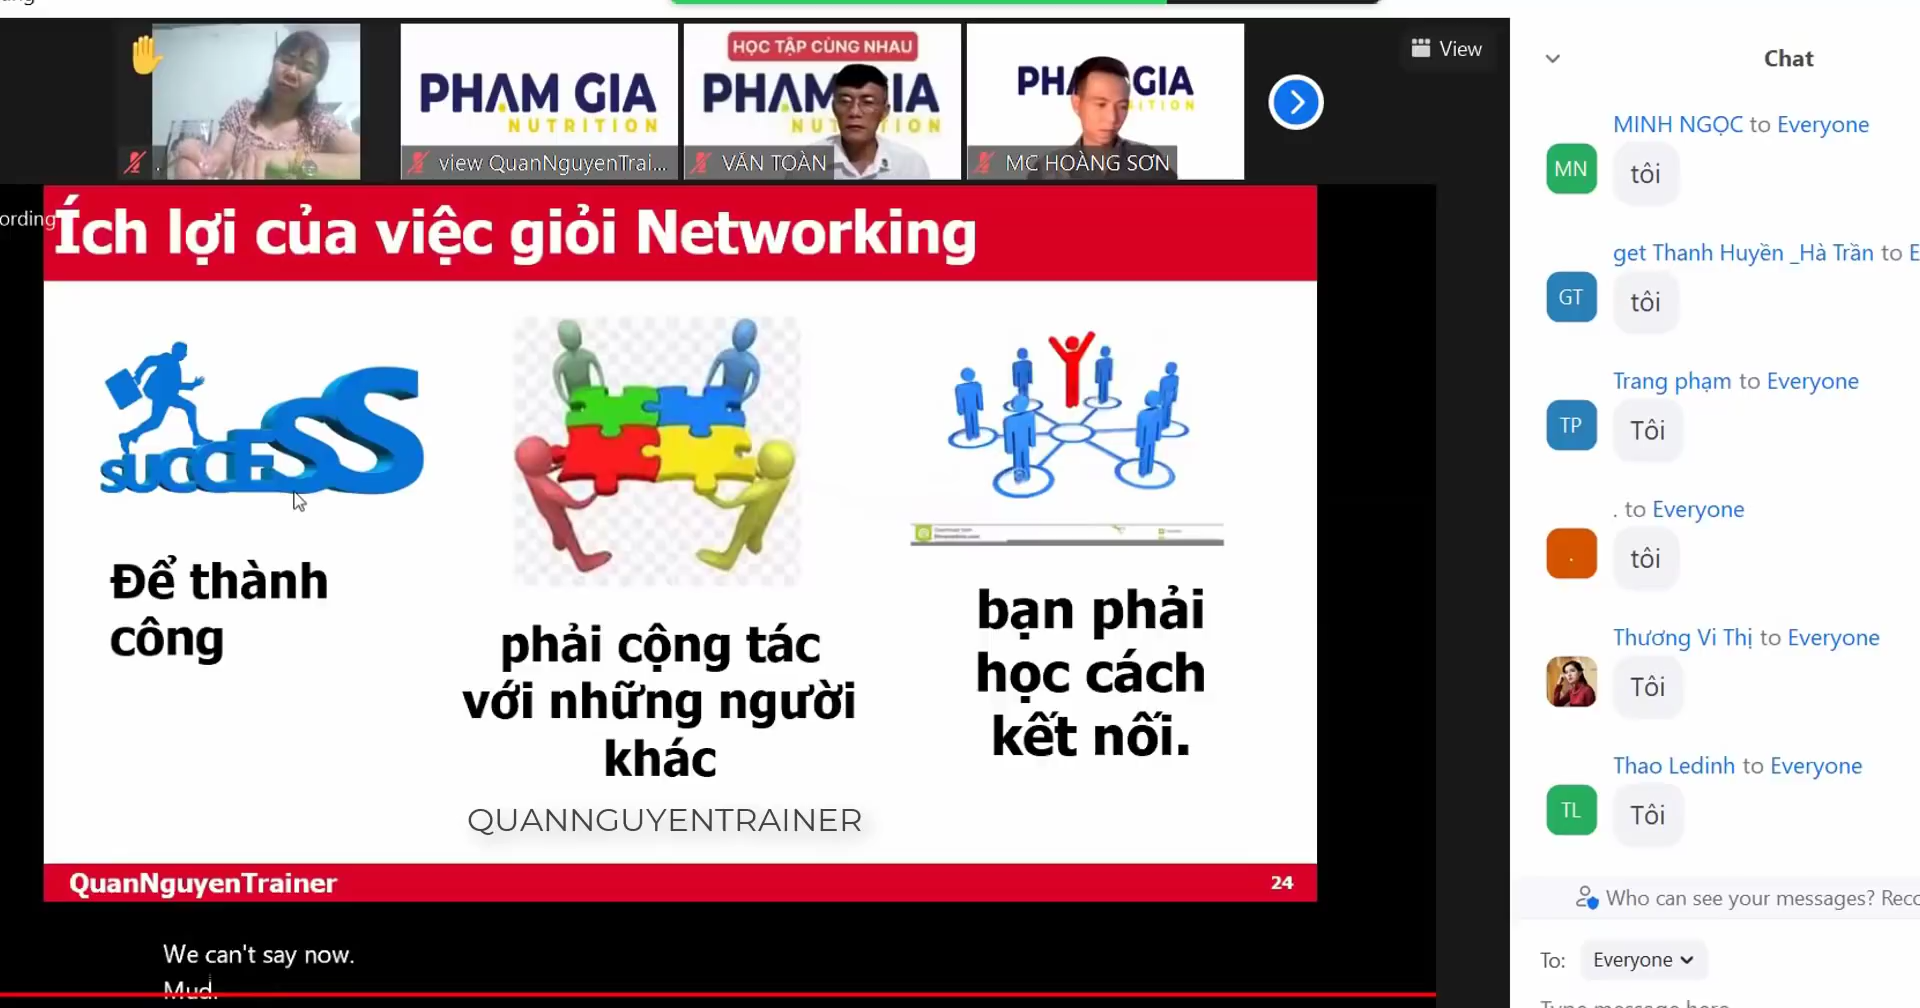 View
PHAM GIA
NUTRITION
view QuanNguyenTrai...
HỌC TẬP CÙNG NHAU
VĂN TOÀN
MC HOÀNG SƠN
Ích lợi của việc giỏi Networking
SUCCESS
Để thành
công
phải cộng tác
với những người
khác
bạn phải
học cách
kết nối.
QUANNGUYENTRAINER
QuanNguyenTrainer
24
We can't say now.
Mud.
Chat
MINH NGỌC to Everyone
MN
tôi
get Thanh Huyền _Hà Trần to E
GT
tôi
Trang phạm to Everyone
TP
Tôi
. to Everyone
.
tôi
Thương Vi Thị to Everyone
Tôi
Thao Ledinh to Everyone
TL
Tôi
Who can see your messages? Reco
To: Everyone
Type message here